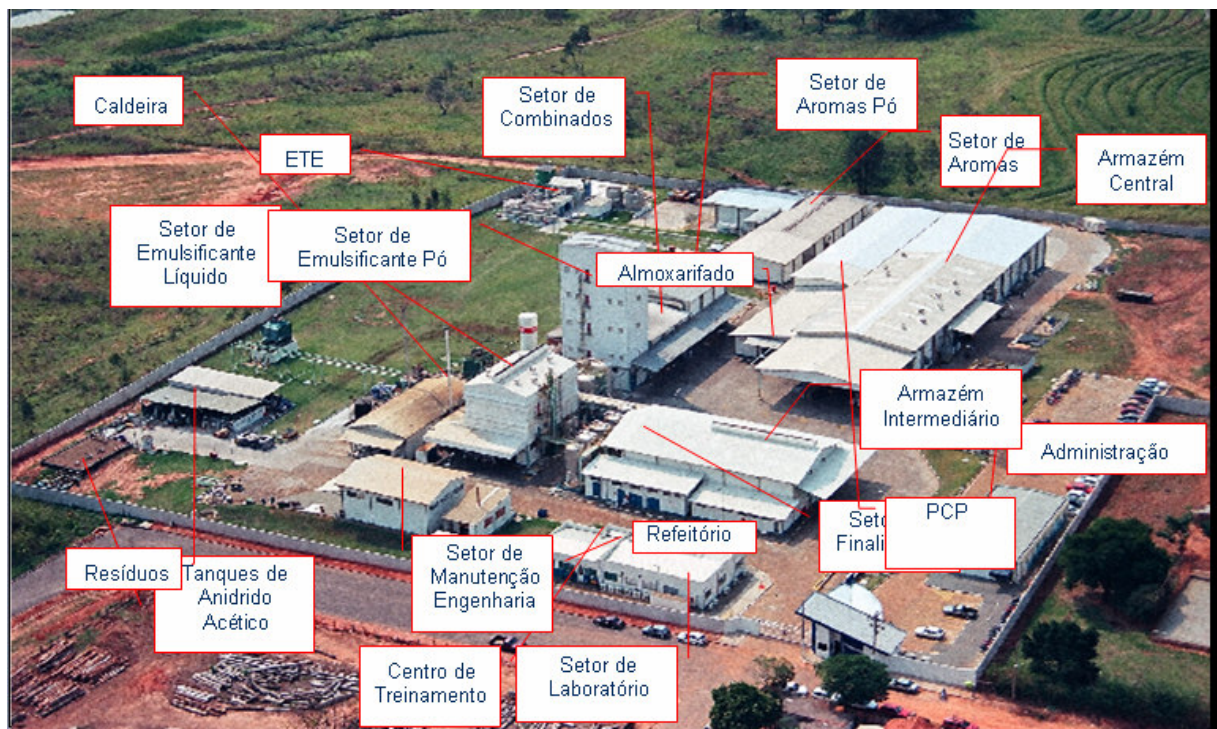 Setor de
Aromas Pó
Caldeira
Setor de
Combinados
Setor de
Aromas
Armazém
Central
ETE
Setor de
Emulsificante
Líquido
Setor de
Emulsificante Pó
Almoxarifado
Armazém
Intermediário
Administração
PCP
Refeitório
Setor de
Manutenção
Engenharia
Resíduos
Tanques de
Anidrido
Acético
Centro de
Treinamento
Setor de
Laboratório